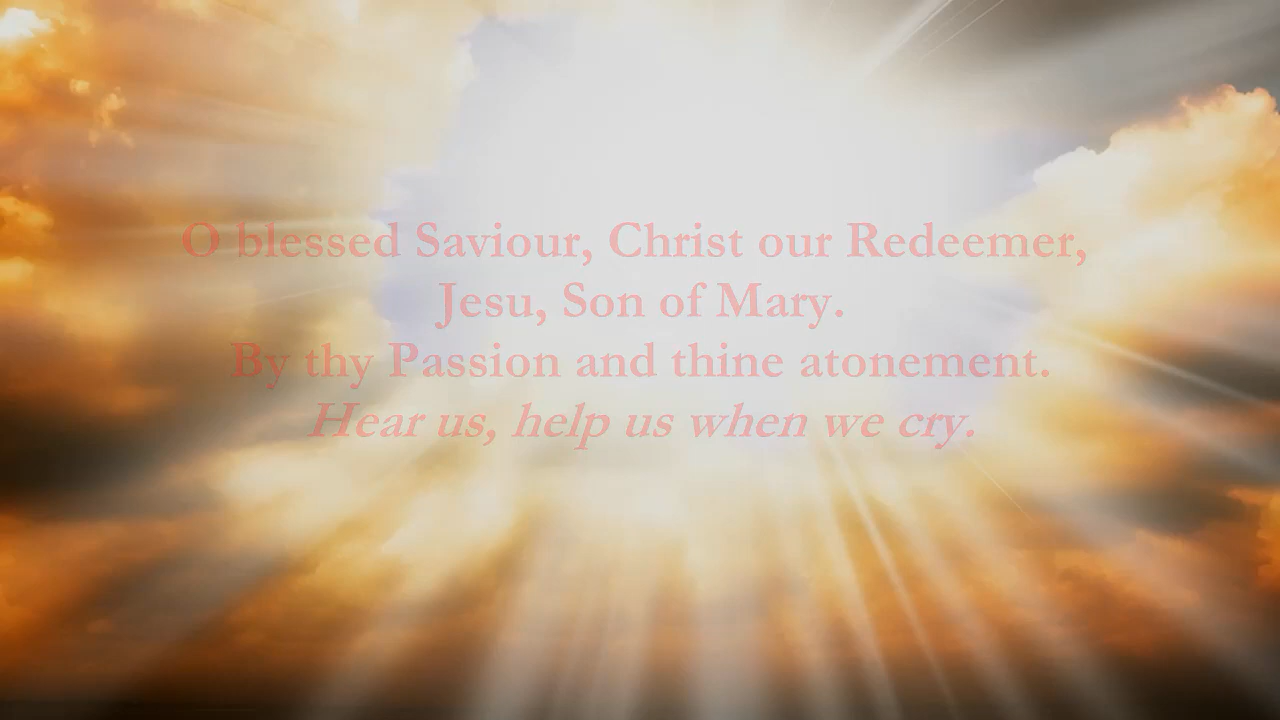 O blessed Saviour, Christ our Redeemer,
Jesu, Son of Mary.
By thy Passion and thine atonement.
Hear us, help us when we cry.